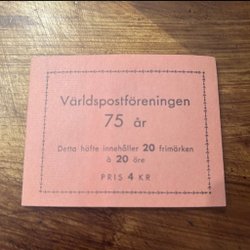 Världspostföreningen
75 år
Detta häfte innehåller 20 frimärken
à 20 öre
PRIS 4 KR